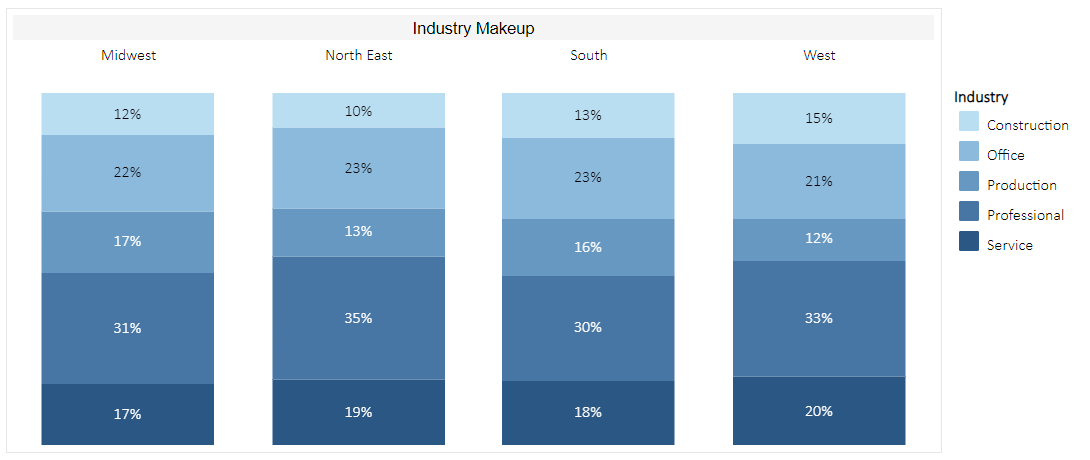 Industry Makeup
Midwest North East South West
12% 10% 13% 15%
22% 23% 23% 21%
17% 13% 16% 12%
31% 35% 30% 33%
17% 19% 18% 20%
Industry
Construction
Office
Production
Professional
Service